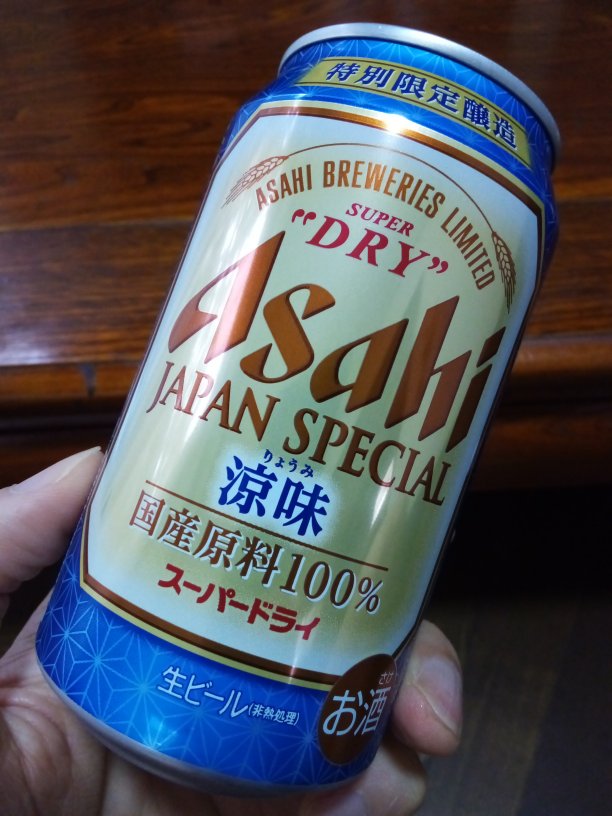 特別限定醸造
ASAHI BREWERIES LIMITED
SUPER
"DRY"
Asahi
JAPAN SPECIAL
りょうみ
涼味
国産原料100%
スーパードライ
生ビール(非熱処理)
さけ
お酒